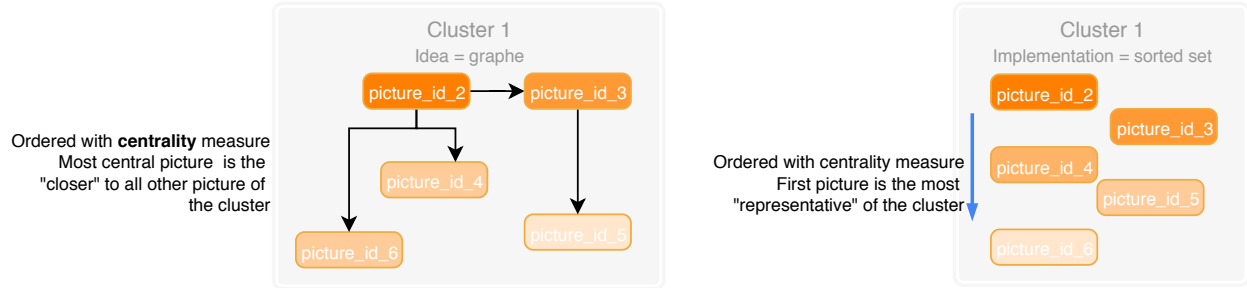 Cluster 1
Idea = graphe
picture_id_2
picture_id_3
Ordered with centrality measure
Most central picture is the
"closer" to all other picture of
the cluster
picture_id_4
picture_id_5
picture_id_6
Cluster 1
Implementation = sorted set
picture_id_2
picture_id_3
Ordered with centrality measure
First picture is the most
"representative" of the cluster
picture_id_4
picture_id_5
picture_id_6